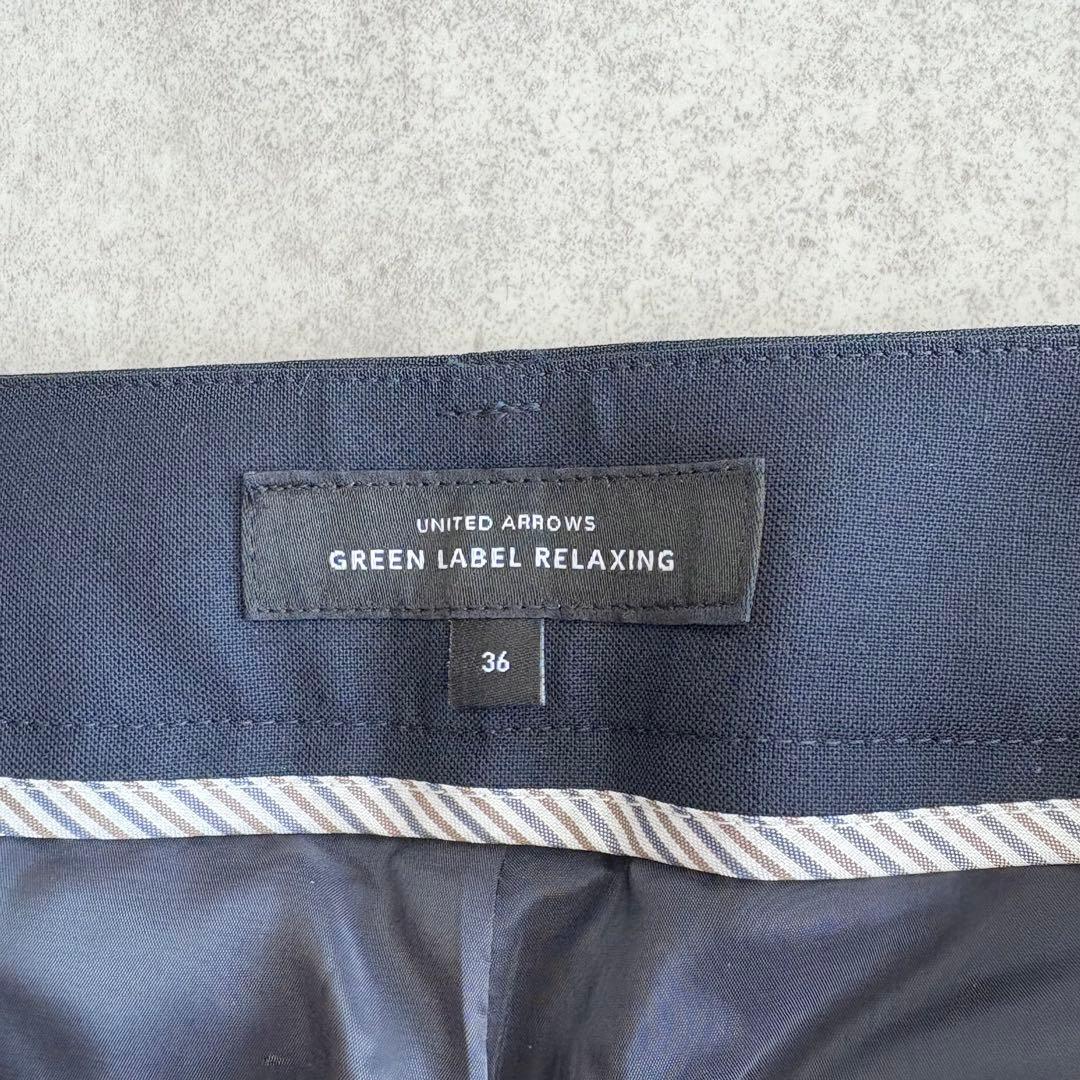 UNITED ARROWS
GREEN LABEL RELAXING
36